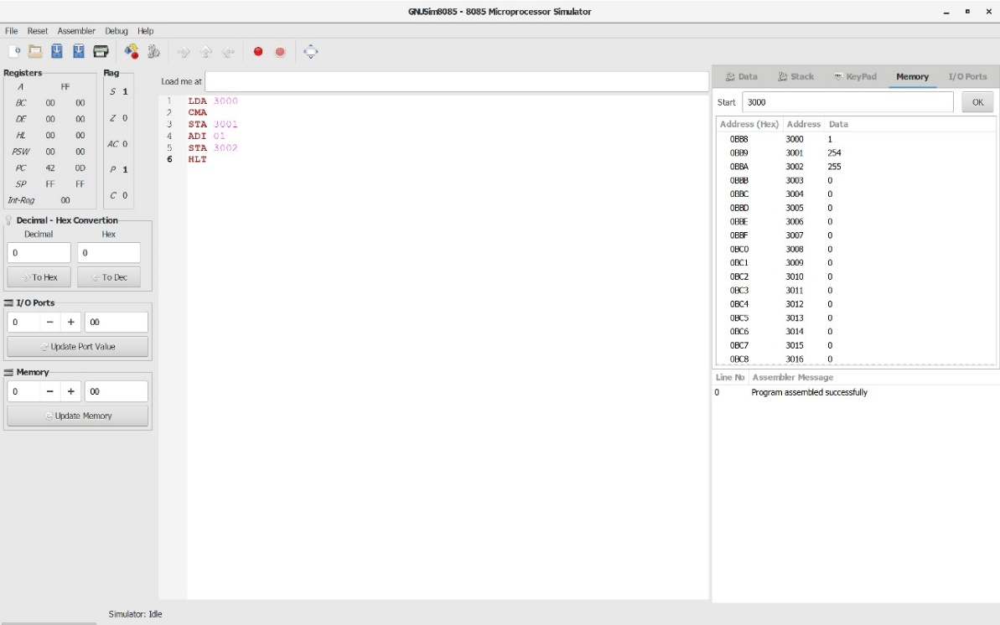 GNUSim8085 - 8085 Microprocessor Simulator
File Reset Assembler Debug Help
Registers
A FF
BC 00 00
DE 00 00
HL 00 00
PSW 00 00
PC 42 0D
SP FF FF
Int-Reg 00
Flag
S 1
Z 0
AC 0
P 1
C 0
Decimal - Hex Convertion
Decimal Hex
0 0
To Hex To Dec
I/O Ports
0 − + 00
Update Port Value
Memory
0 − + 00
Update Memory
Load me at
1 LDA 3000
2 CMA
3 STA 3001
4 ADI 01
5 STA 3002
6 HLT
Data Stack KeyPad Memory I/O Ports
Start 3000 OK
Address (Hex) Address Data
0BB8 3000 1
0BB9 3001 254
0BBA 3002 255
0BBB 3003 0
0BBC 3004 0
0BBD 3005 0
0BBE 3006 0
0BBF 3007 0
0BC0 3008 0
0BC1 3009 0
0BC2 3010 0
0BC3 3011 0
0BC4 3012 0
0BC5 3013 0
0BC6 3014 0
0BC7 3015 0
0BC8 3016 0
Line No Assembler Message
0 Program assembled successfully
Simulator: Idle